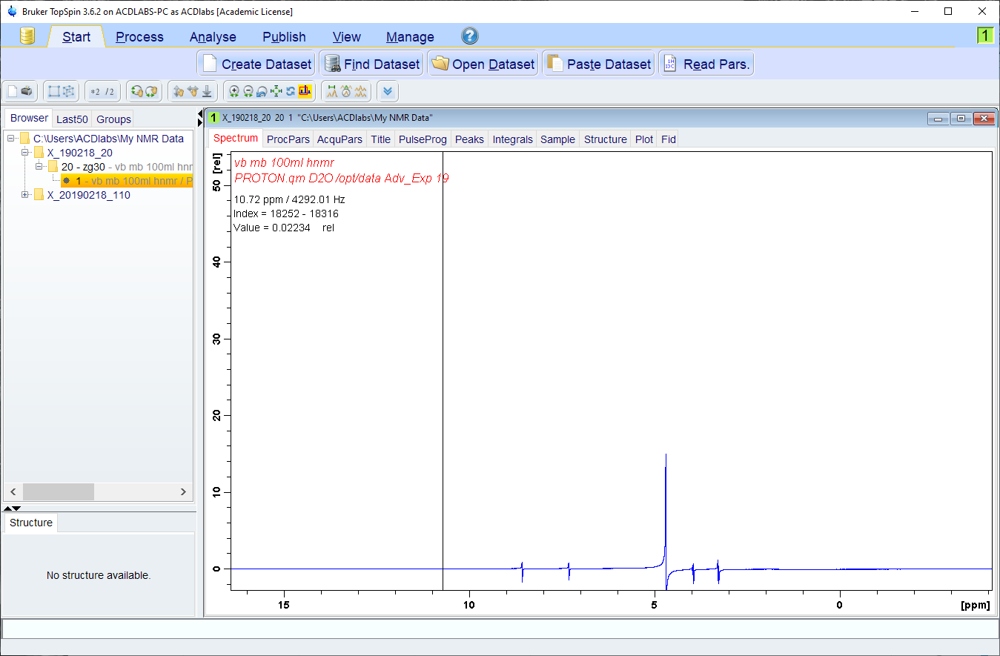 Bruker TopSpin 3.6.2 on ACDLABS-PC as ACDlabs [Academic License]
Start Process Analyse Publish View Manage ? 1
Create Dataset Find Dataset Open Dataset Paste Dataset 1H 13C Read Pars.
*2 /2
Browser Last50 Groups
C:\Users\ACDlabs\My NMR Data
X_190218_20
20 - zg30 - vb mb 100ml hnr
1 - vb mb 100ml hnmr / P
X_20190218_110
Structure
No structure available.
1 X_190218_20 20 1 "C:\Users\ACDlabs\My NMR Data"
Spectrum ProcPars AcquPars Title PulseProg Peaks Integrals Sample Structure Plot Fid
vb mb 100ml hnmr
PROTON.qm D2O /opt/data Adv_Exp 19
10.72 ppm / 4292.01 Hz
Index = 18252 - 18316
Value = 0.02234 rel
[rel]
50
40
30
20
10
0
15 10 5 0 [ppm]